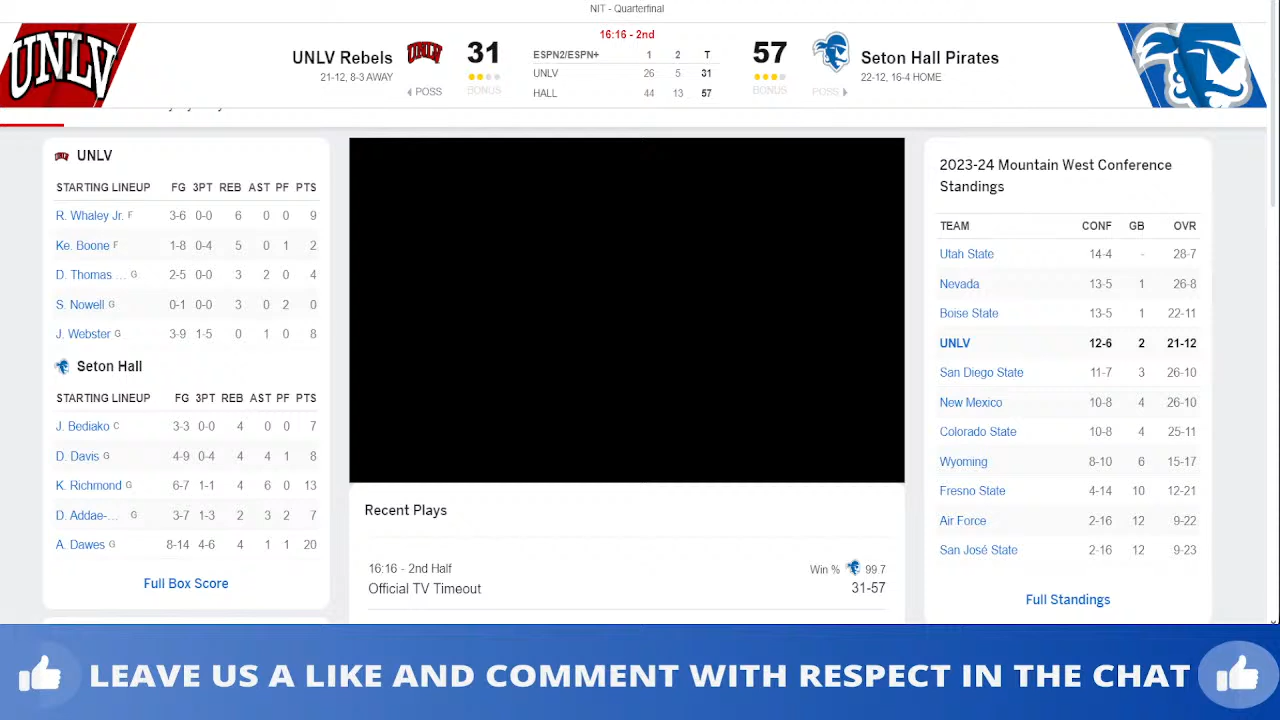 NIT - Quarterfinal
UNLV
UNLV Rebels
21-12, 8-3 AWAY
UNLV
POSS
31
BONUS
16:16 - 2nd
ESPN2/ESPN+ 1 2 T
UNLV 26 5 31
HALL 44 13 57
57
BONUS
Seton Hall Pirates
22-12, 16-4 HOME
POSS
UNLV
STARTING LINEUP FG 3PT REB AST PF PTS
R. Whaley Jr. F 3-6 0-0 6 0 0 9
Ke. Boone F 1-8 0-4 5 0 1 2
D. Thomas ... G 2-5 0-0 3 2 0 4
S. Nowell G 0-1 0-0 3 0 2 0
J. Webster G 3-9 1-5 0 1 0 8
Seton Hall
STARTING LINEUP FG 3PT REB AST PF PTS
J. Bediako C 3-3 0-0 4 0 0 7
D. Davis G 4-9 0-4 4 4 1 8
K. Richmond G 6-7 1-1 4 6 0 13
D. Addae-... G 3-7 1-3 2 3 2 7
A. Dawes G 8-14 4-6 4 1 1 20
Full Box Score
Recent Plays
16:16 - 2nd Half
Official TV Timeout
Win % 99.7
31-57
2023-24 Mountain West Conference
Standings
TEAM CONF GB OVR
Utah State 14-4 - 28-7
Nevada 13-5 1 26-8
Boise State 13-5 1 22-11
UNLV 12-6 2 21-12
San Diego State 11-7 3 26-10
New Mexico 10-8 4 26-10
Colorado State 10-8 4 25-11
Wyoming 8-10 6 15-17
Fresno State 4-14 10 12-21
Air Force 2-16 12 9-22
San José State 2-16 12 9-23
Full Standings
LEAVE US A LIKE AND COMMENT WITH RESPECT IN THE CHAT